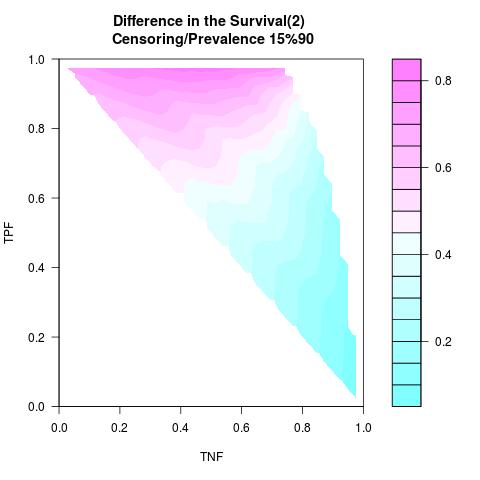 Difference in the Survival(2)
Censoring/Prevalence 15%90
1.0
0.8
0.6
0.4
0.2
0.0
TPF
0.0 0.2 0.4 0.6 0.8 1.0
TNF
0.8
0.6
0.4
0.2